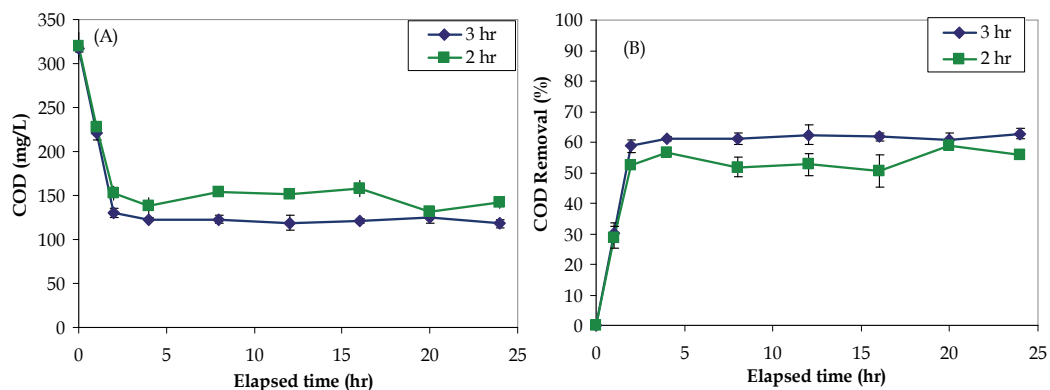 (A)
3 hr
2 hr
COD (mg/L)
350
300
250
200
150
100
50
0
0 5 10 15 20 25
Elapsed time (hr)
(B)
3 hr
2 hr
COD Removal (%)
100
90
80
70
60
50
40
30
20
10
0
0 5 10 15 20 25
Elapsed time (hr)